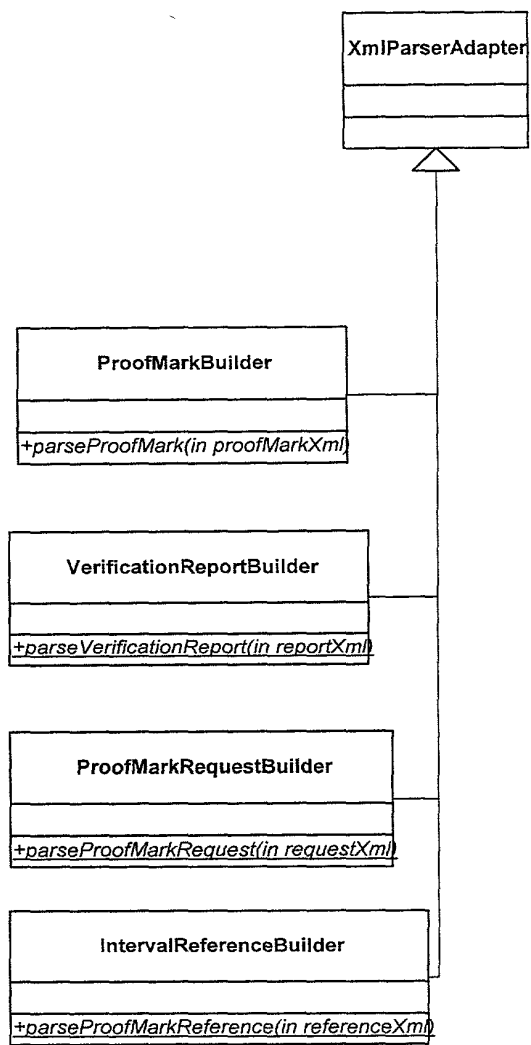 XmlParserAdapter
ProofMarkBuilder
+parseProofMark(in proofMarkXml)
VerificationReportBuilder
+parseVerificationReport(in reportXml)
ProofMarkRequestBuilder
+parseProofMarkRequest(in requestXml)
IntervalReferenceBuilder
+parseProofMarkReference(in referenceXml)